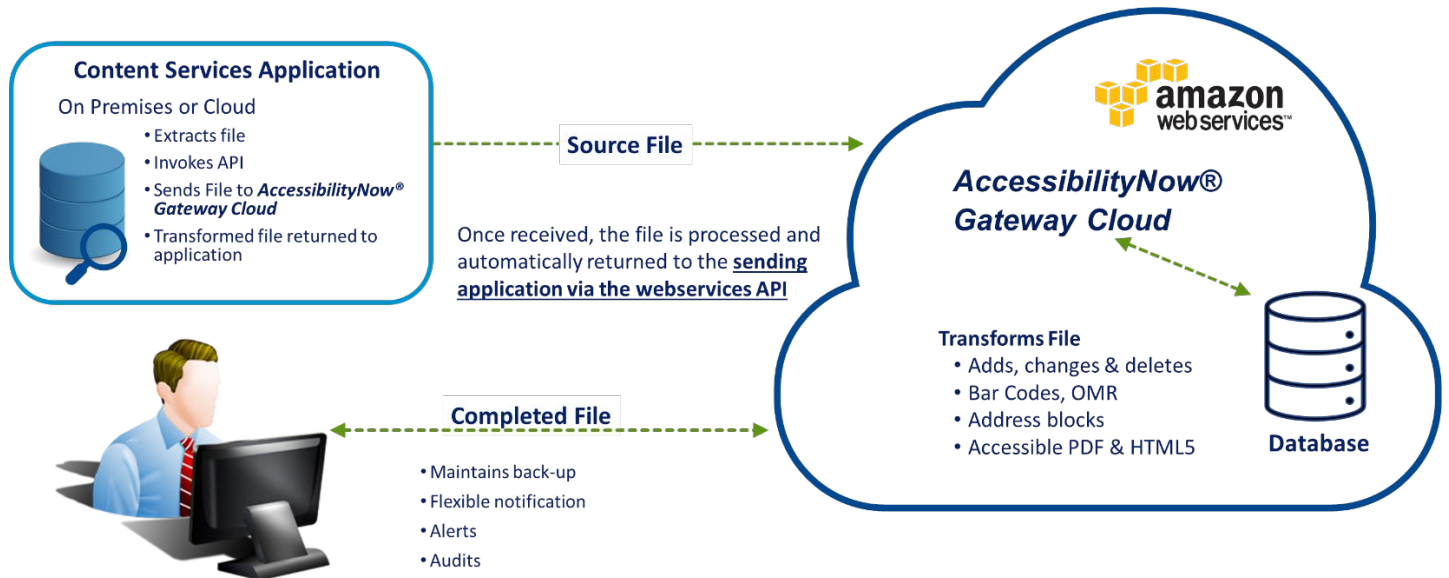 Content Services Application
On Premises or Cloud
• Extracts file
• Invokes API
• Sends File to AccessibilityNow®
Gateway Cloud
• Transformed file returned to
application
Source File
Once received, the file is processed and
automatically returned to the sending
application via the webservices API
Completed File
• Maintains back-up
• Flexible notification
• Alerts
• Audits
amazon
web services™
AccessibilityNow®
Gateway Cloud
Transforms File
• Adds, changes & deletes
• Bar Codes, OMR
• Address blocks
• Accessible PDF & HTML5
Database